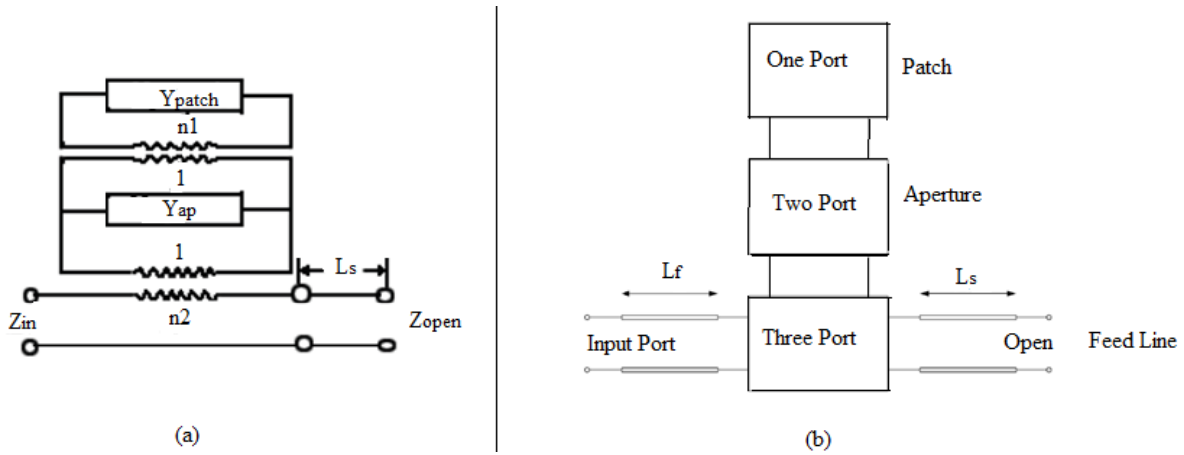 Ypatch
n1
1
Yap
1
Ls
Zin
n2
Zopen
(a)
One Port
Patch
Two Port
Aperture
Lf
Ls
Input Port
Three Port
Open
Feed Line
(b)